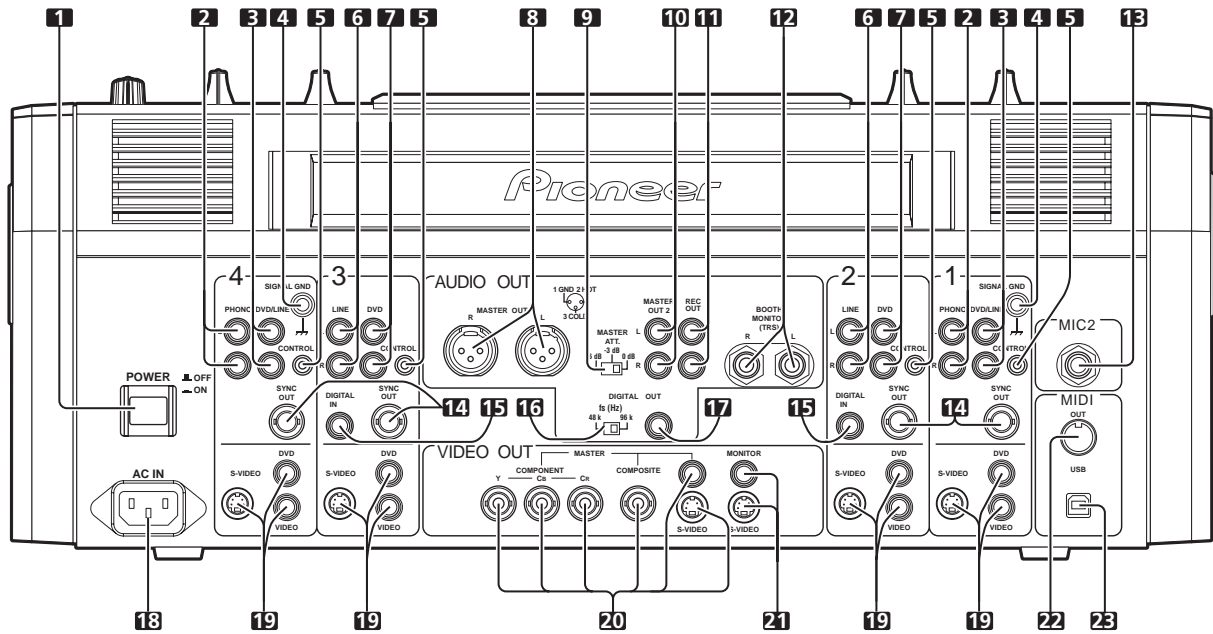 1 2 3 4 5 6 7 5 8 9 10 11 12 6 7 5 2 3 4 5 13
Pioneer
4
SIGNAL GND
PHONO DVD/LINE
CONTROL
SYNC OUT
3
LINE DVD
L
R
CONTROL
DIGITAL IN
SYNC OUT
AUDIO OUT
1 GND 2 HOT
3 COLD
R MASTER OUT L
MASTER ATT.
-3 dB
0 dB
MASTER OUT 2
REC OUT
L
R
BOOTH MONITOR (TRS)
R L
DIGITAL OUT
fs (Hz)
48 k 96 k
2
LINE DVD
L
R
CONTROL
DIGITAL IN
SYNC OUT
1
SIGNAL GND
PHONO DVD/LINE
L
R
CONTROL
SYNC OUT
MIC2
MIDI
OUT
USB
POWER
OFF
ON
AC IN
14 15 16 17 15 14
S-VIDEO
DVD
VIDEO
S-VIDEO
DVD
VIDEO
VIDEO OUT
MASTER
COMPONENT
Y CB CR
COMPOSITE
S-VIDEO
MONITOR
S-VIDEO
S-VIDEO
DVD
VIDEO
S-VIDEO
DVD
VIDEO
18 19 19 20 21 19 19 22 23